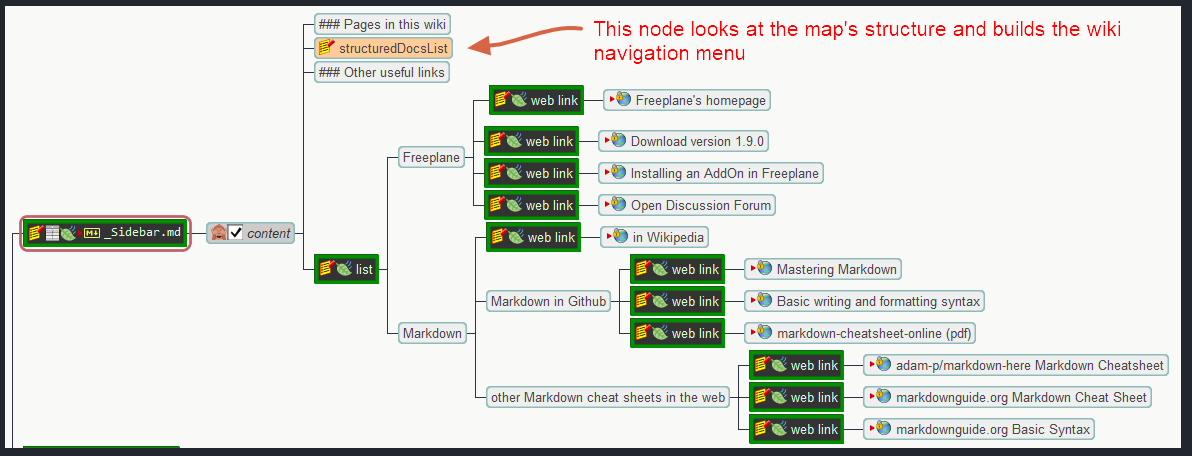 ### Pages in this wiki
structuredDocsList
This node looks at the map's structure and builds the wiki
navigation menu
### Other useful links
web link
Freeplane's homepage
Freeplane
web link
Download version 1.9.0
web link
Installing an AddOn in Freeplane
web link
Open Discussion Forum
_Sidebar.md
content
web link
in Wikipedia
list
web link
Mastering Markdown
Markdown in Github
web link
Basic writing and formatting syntax
Markdown
web link
markdown-cheatsheet-online (pdf)
web link
adam-p/markdown-here Markdown Cheatsheet
other Markdown cheat sheets in the web
web link
markdownguide.org Markdown Cheat Sheet
web link
markdownguide.org Basic Syntax